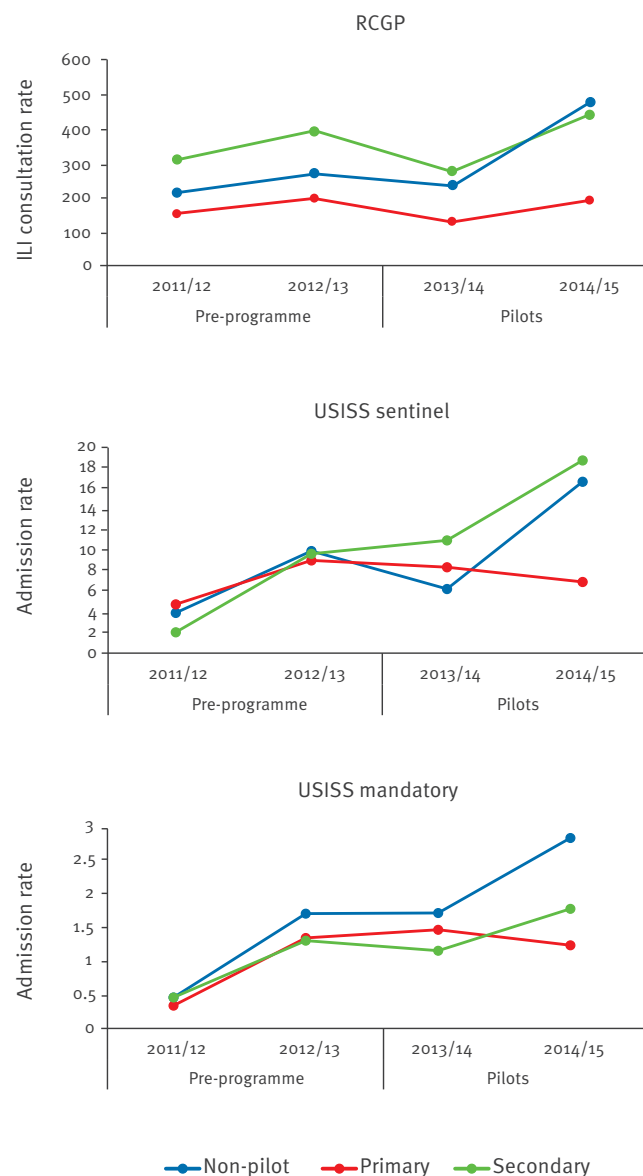 RCGP
ILI consultation rate
600
500
400
300
200
100
0
2011/12 2012/13 2013/14 2014/15
Pre-programme Pilots
USISS sentinel
Admission rate
20
18
16
14
12
10
8
6
4
2
0
2011/12 2012/13 2013/14 2014/15
Pre-programme Pilots
USISS mandatory
Admission rate
3
2.5
2
1.5
1
0.5
0
2011/12 2012/13 2013/14 2014/15
Pre-programme Pilots
Non-pilot Primary Secondary